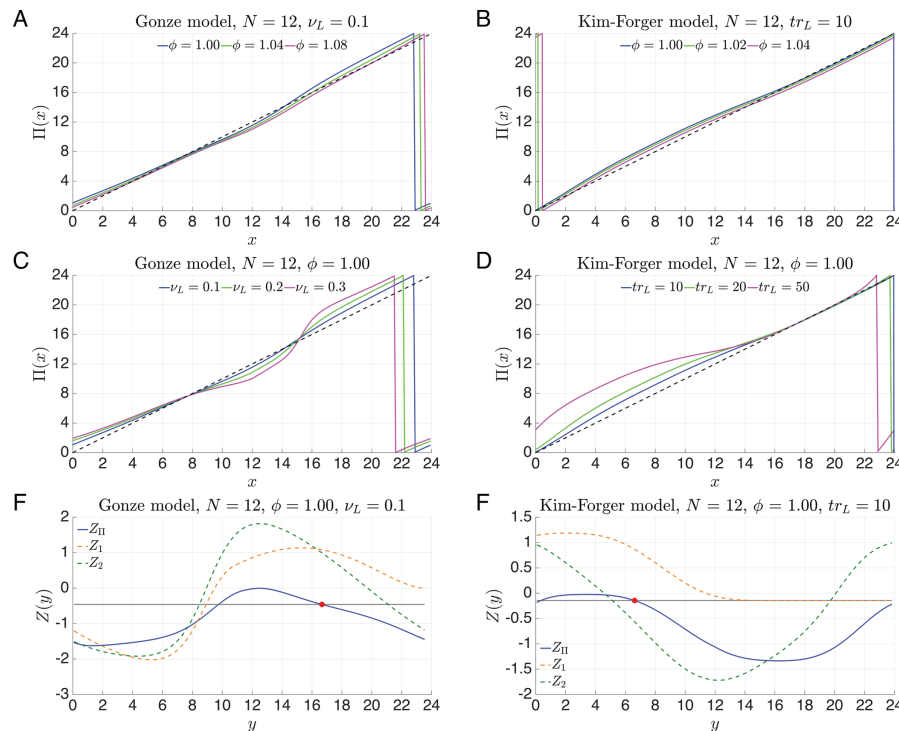 A
Gonze model, N = 12, ν_L = 0.1
ϕ = 1.00 ϕ = 1.04 ϕ = 1.08
24
20
16
12
8
4
0
Π(x)
0 2 4 6 8 10 12 14 16 18 20 22 24
x
B
Kim-Forger model, N = 12, tr_L = 10
ϕ = 1.00 ϕ = 1.02 ϕ = 1.04
24
20
16
12
8
4
0
Π(x)
0 2 4 6 8 10 12 14 16 18 20 22 24
x
C
Gonze model, N = 12, ϕ = 1.00
ν_L = 0.1 ν_L = 0.2 ν_L = 0.3
24
20
16
12
8
4
0
Π(x)
0 2 4 6 8 10 12 14 16 18 20 22 24
x
D
Kim-Forger model, N = 12, ϕ = 1.00
tr_L = 10 tr_L = 20 tr_L = 50
24
20
16
12
8
4
0
Π(x)
0 2 4 6 8 10 12 14 16 18 20 22 24
x
F
Gonze model, N = 12, ϕ = 1.00, ν_L = 0.1
Z_Π
Z_1
Z_2
2
1
0
-1
-2
-3
Z(y)
0 2 4 6 8 10 12 14 16 18 20 22 24
y
F
Kim-Forger model, N = 12, ϕ = 1.00, tr_L = 10
1.5
1
0.5
0
-0.5
-1
-1.5
-2
Z(y)
Z_Π
Z_1
Z_2
0 2 4 6 8 10 12 14 16 18 20 22 24
y